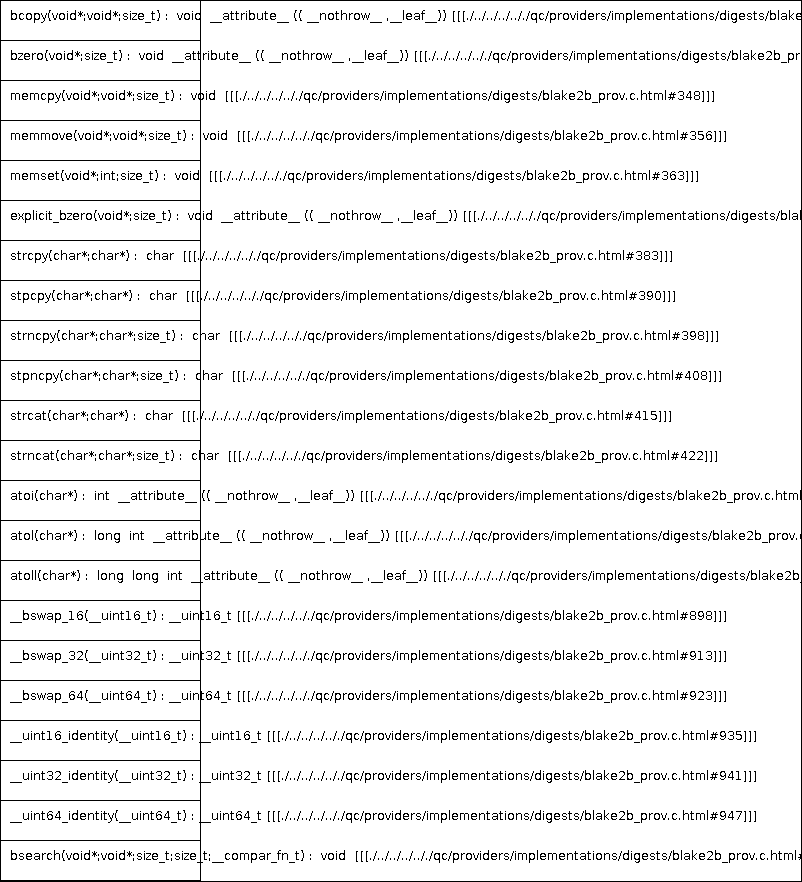 bcopy(void*;void*;size_t) : void __attribute__ (( __nothrow__ ,__leaf__)) [[[./../../../././qc/providers/implementations/digests/blake
bzero(void*;size_t) : void __attribute__ (( __nothrow__ ,__leaf__)) [[[./../../../././qc/providers/implementations/digests/blake2b_pr
memcpy(void*;void*;size_t) : void [[[./../../../././qc/providers/implementations/digests/blake2b_prov.c.html#348]]]
memmove(void*;void*;size_t) : void [[[./../../../././qc/providers/implementations/digests/blake2b_prov.c.html#356]]]
memset(void*;int;size_t) : void [[[./../../../././qc/providers/implementations/digests/blake2b_prov.c.html#363]]]
explicit_bzero(void*;size_t) : void __attribute__ (( __nothrow__ ,__leaf__)) [[[./../../../././qc/providers/implementations/digests/bla
strcpy(char*;char*) : char [[[./../../../././qc/providers/implementations/digests/blake2b_prov.c.html#383]]]
stpcpy(char*;char*) : char [[[./../../../././qc/providers/implementations/digests/blake2b_prov.c.html#390]]]
strncpy(char*;char*;size_t) : char [[[./../../../././qc/providers/implementations/digests/blake2b_prov.c.html#398]]]
stpncpy(char*;char*;size_t) : char [[[./../../../././qc/providers/implementations/digests/blake2b_prov.c.html#408]]]
strcat(char*;char*) : char [[[./../../../././qc/providers/implementations/digests/blake2b_prov.c.html#415]]]
strncat(char*;char*;size_t) : char [[[./../../../././qc/providers/implementations/digests/blake2b_prov.c.html#422]]]
atoi(char*) : int __attribute__ (( __nothrow__ ,__leaf__)) [[[./../../../././qc/providers/implementations/digests/blake2b_prov.c.html
atol(char*) : long int __attribute__ (( __nothrow__ ,__leaf__)) [[[./../../../././qc/providers/implementations/digests/blake2b_prov.
atoll(char*) : long long int __attribute__ (( __nothrow__ ,__leaf__)) [[[./../../../././qc/providers/implementations/digests/blake2b_
__bswap_16(__uint16_t) : __uint16_t [[[./../../../././qc/providers/implementations/digests/blake2b_prov.c.html#898]]]
__bswap_32(__uint32_t) : __uint32_t [[[./../../../././qc/providers/implementations/digests/blake2b_prov.c.html#913]]]
__bswap_64(__uint64_t) : __uint64_t [[[./../../../././qc/providers/implementations/digests/blake2b_prov.c.html#923]]]
__uint16_identity(__uint16_t) : __uint16_t [[[./../../../././qc/providers/implementations/digests/blake2b_prov.c.html#935]]]
__uint32_identity(__uint32_t) : __uint32_t [[[./../../../././qc/providers/implementations/digests/blake2b_prov.c.html#941]]]
__uint64_identity(__uint64_t) : __uint64_t [[[./../../../././qc/providers/implementations/digests/blake2b_prov.c.html#947]]]
bsearch(void*;void*;size_t;size_t;__compar_fn_t) : void [[[./../../../././qc/providers/implementations/digests/blake2b_prov.c.html